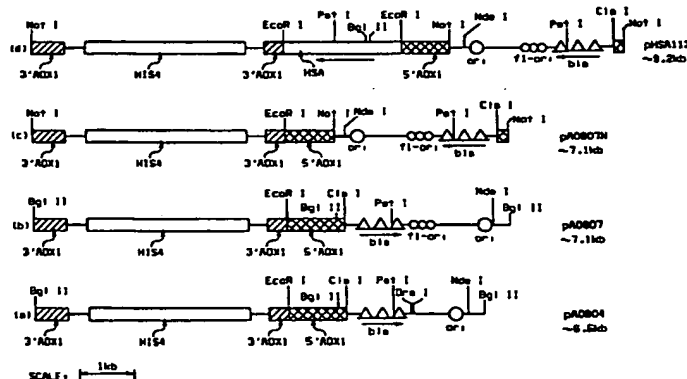 Not I
EcoR I
Pst I
Bgl II
EcoR I
Not I
Nde I
Pst I
Cla I
Not I
(d)
ori
f1-ori
bla
pHSA113
~9.2kb
3'AOX1
HIS4
3'AOX1
HSA
5'AOX1
Not I
EcoR I
Not I
Nde I
Pst I
Cla I
Not I
(c)
ori
f1-ori
bla
pAO807N
~7.1kb
3'AOX1
HIS4
3'AOX1
5'AOX1
Bgl II
EcoR I
Bgl II
Cla I
Pst I
Nde I
Bgl II
(b)
bla
f1-ori
ori
pAO807
~7.1kb
3'AOX1
HIS4
3'AOX1
5'AOX1
Bgl II
EcoR I
Bgl II
Cla I
Pst I
Dra I
Nde I
Bgl II
(a)
bla
ori
pAO804
~6.6kb
3'AOX1
HIS4
3'AOX1
5'AOX1
SCALE: 1kb